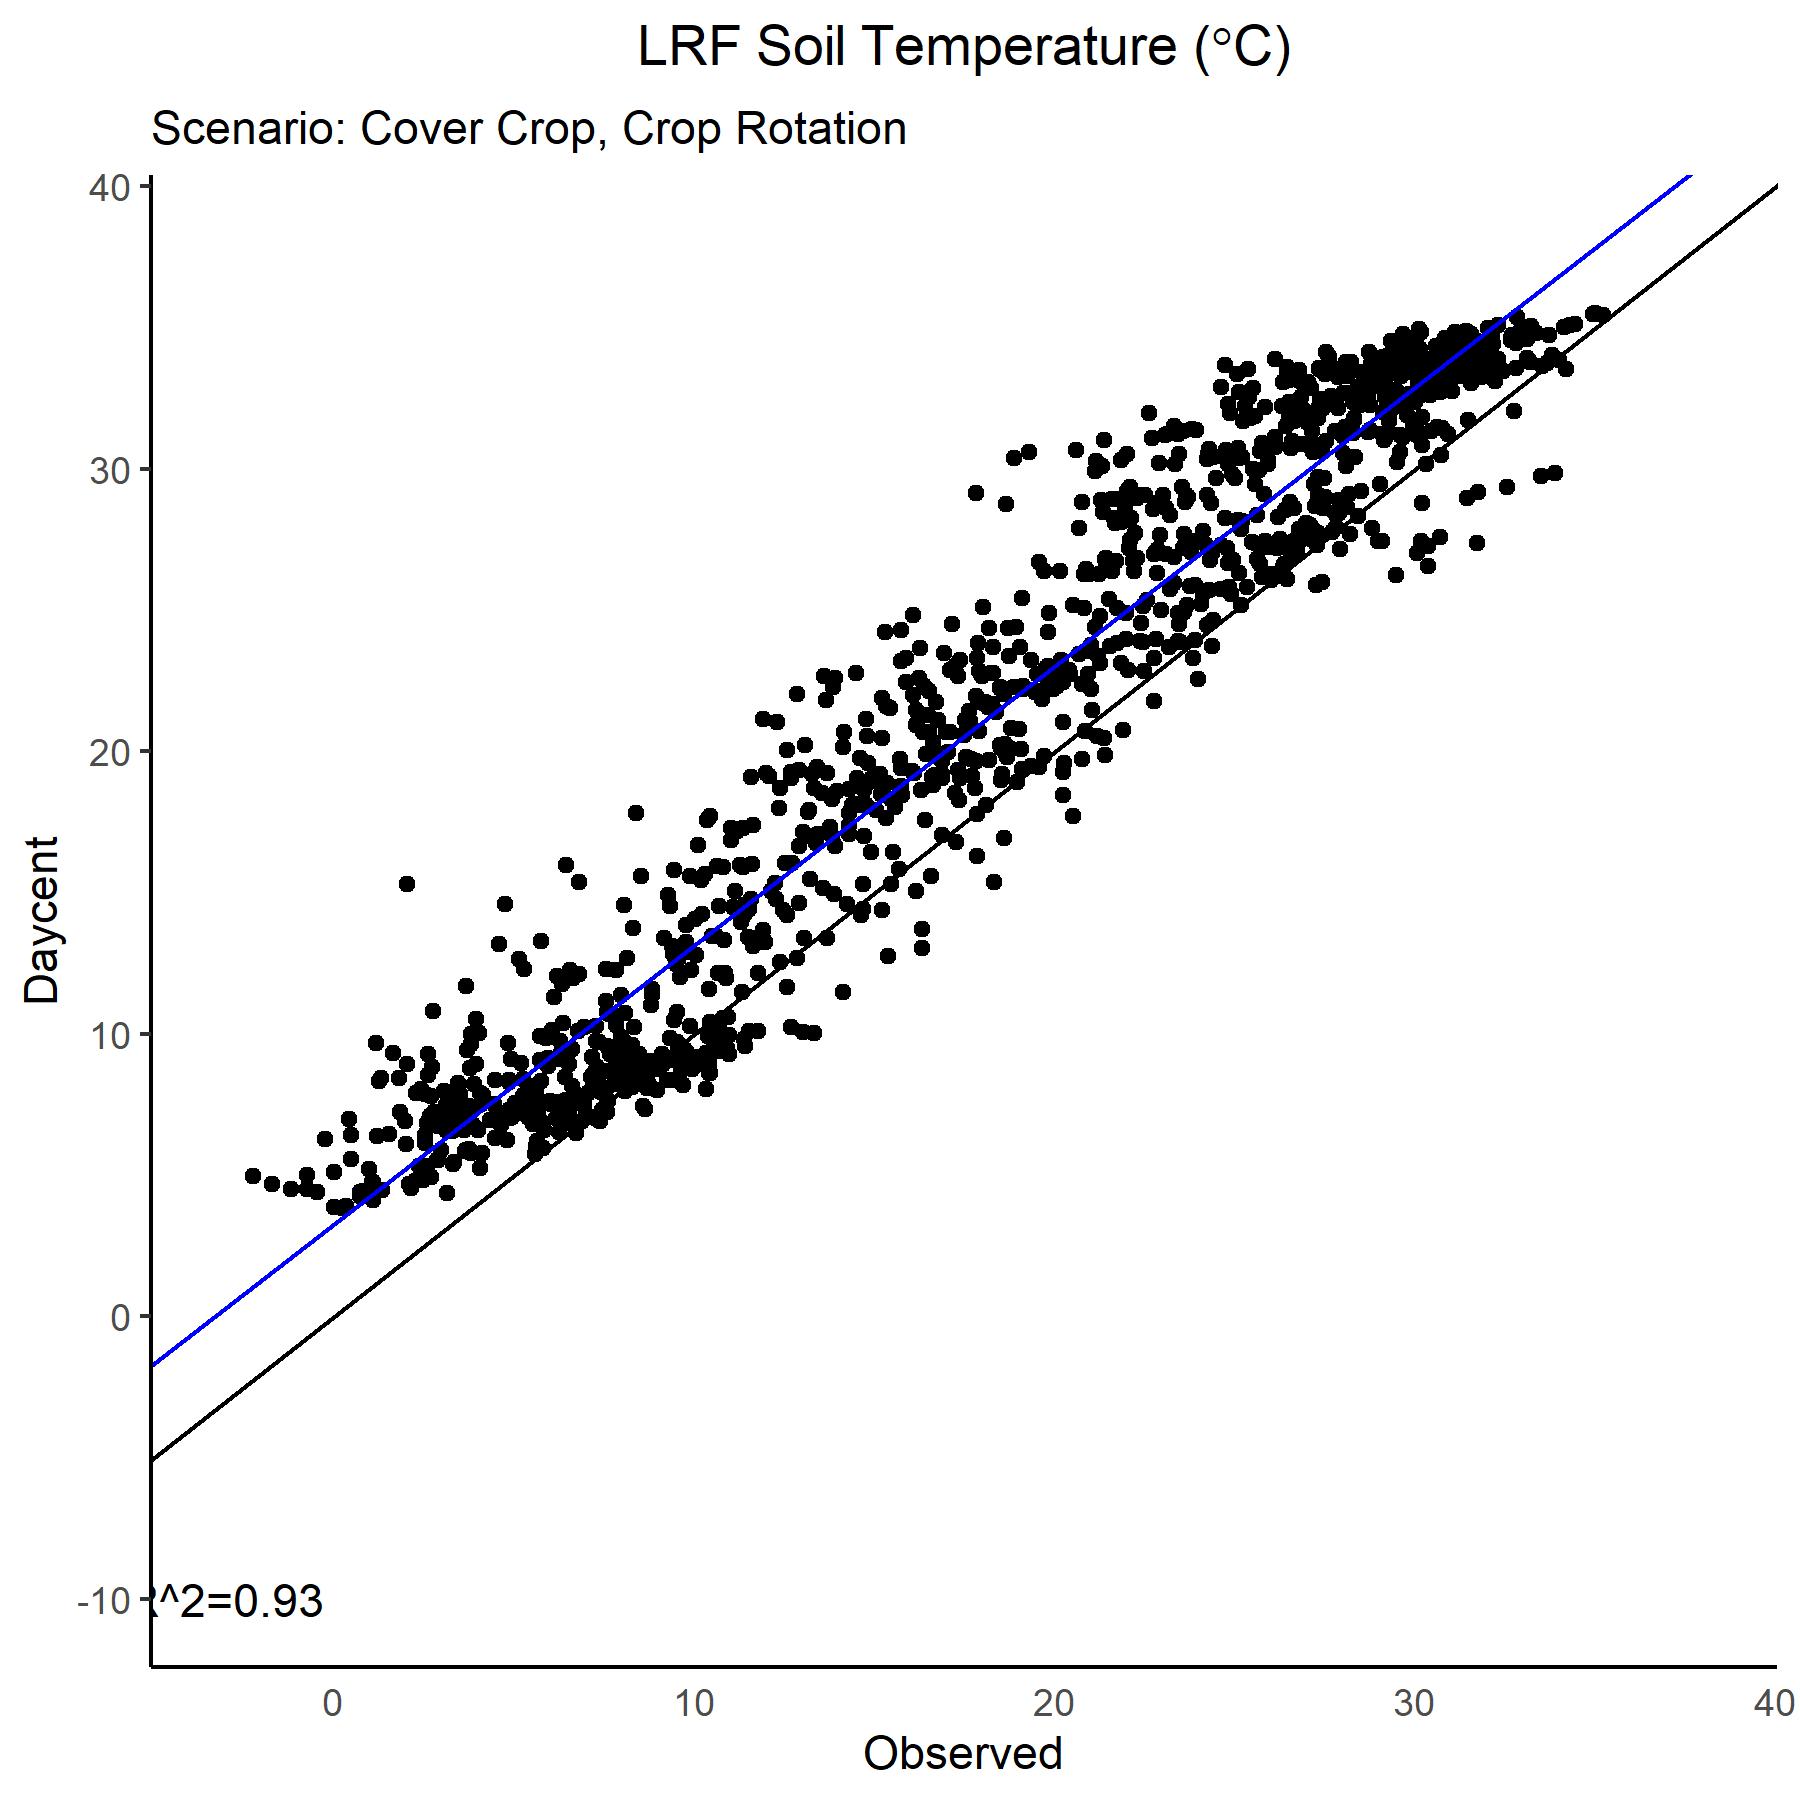 LRF Soil Temperature (°C)
Scenario: Cover Crop, Crop Rotation
40
30
20
10
0
-10
Daycent
^2=0.93
0 10 20 30 40
Observed